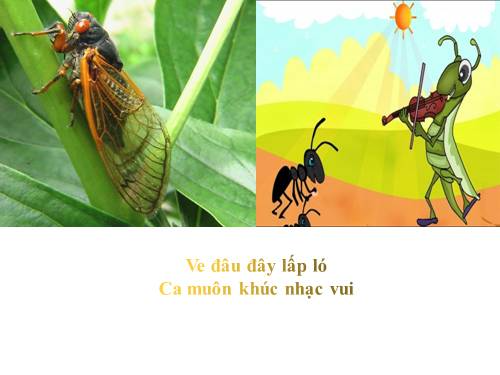 Ve đâu đây lấp ló
Ca muôn khúc nhạc vui